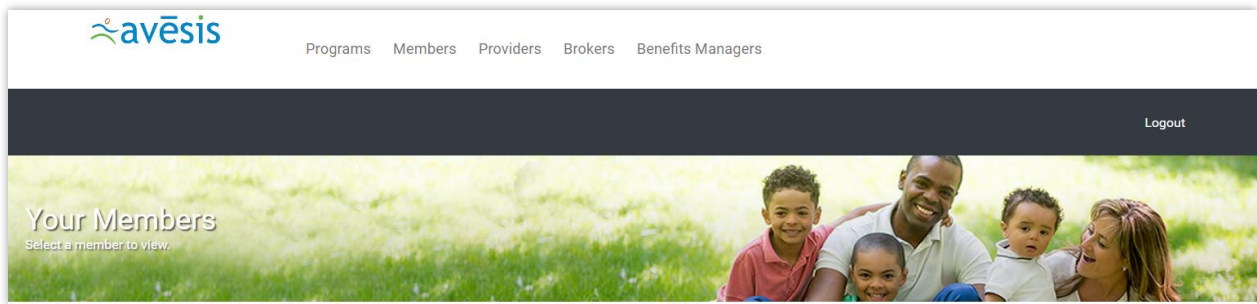 avēsis
Programs Members Providers Brokers Benefits Managers
Logout
Your Members
Select a member to view.